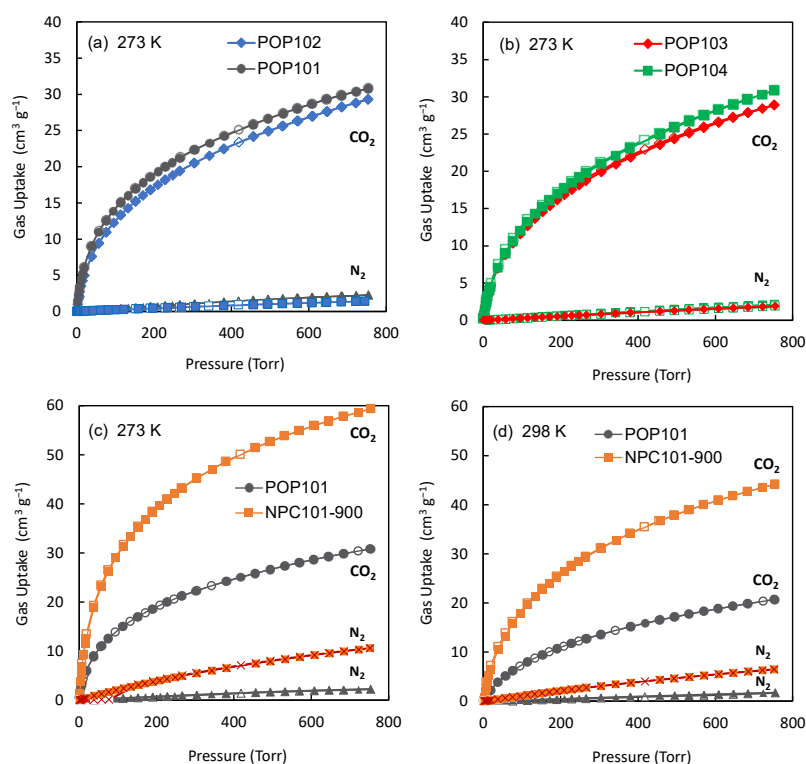 (a) 273 K
POP102
POP101
CO₂
N₂
40
35
30
25
20
15
10
5
0
0 200 400 600 800
Gas Uptake (cm³ g⁻¹)
Pressure (Torr)
(b) 273 K
POP103
POP104
CO₂
N₂
40
35
30
25
20
15
10
5
0
0 200 400 600 800
Gas Uptake (cm³ g⁻¹)
Pressure (Torr)
(c) 273 K
CO₂
POP101
NPC101-900
CO₂
N₂
N₂
60
50
40
30
20
10
0
0 200 400 600 800
Gas Uptake (cm³ g⁻¹)
Pressure (Torr)
(d) 298 K
POP101
NPC101-900
CO₂
CO₂
N₂
N₂
60
50
40
30
20
10
0
0 200 400 600 800
Gas Uptake (cm³ g⁻¹)
Pressure (Torr)